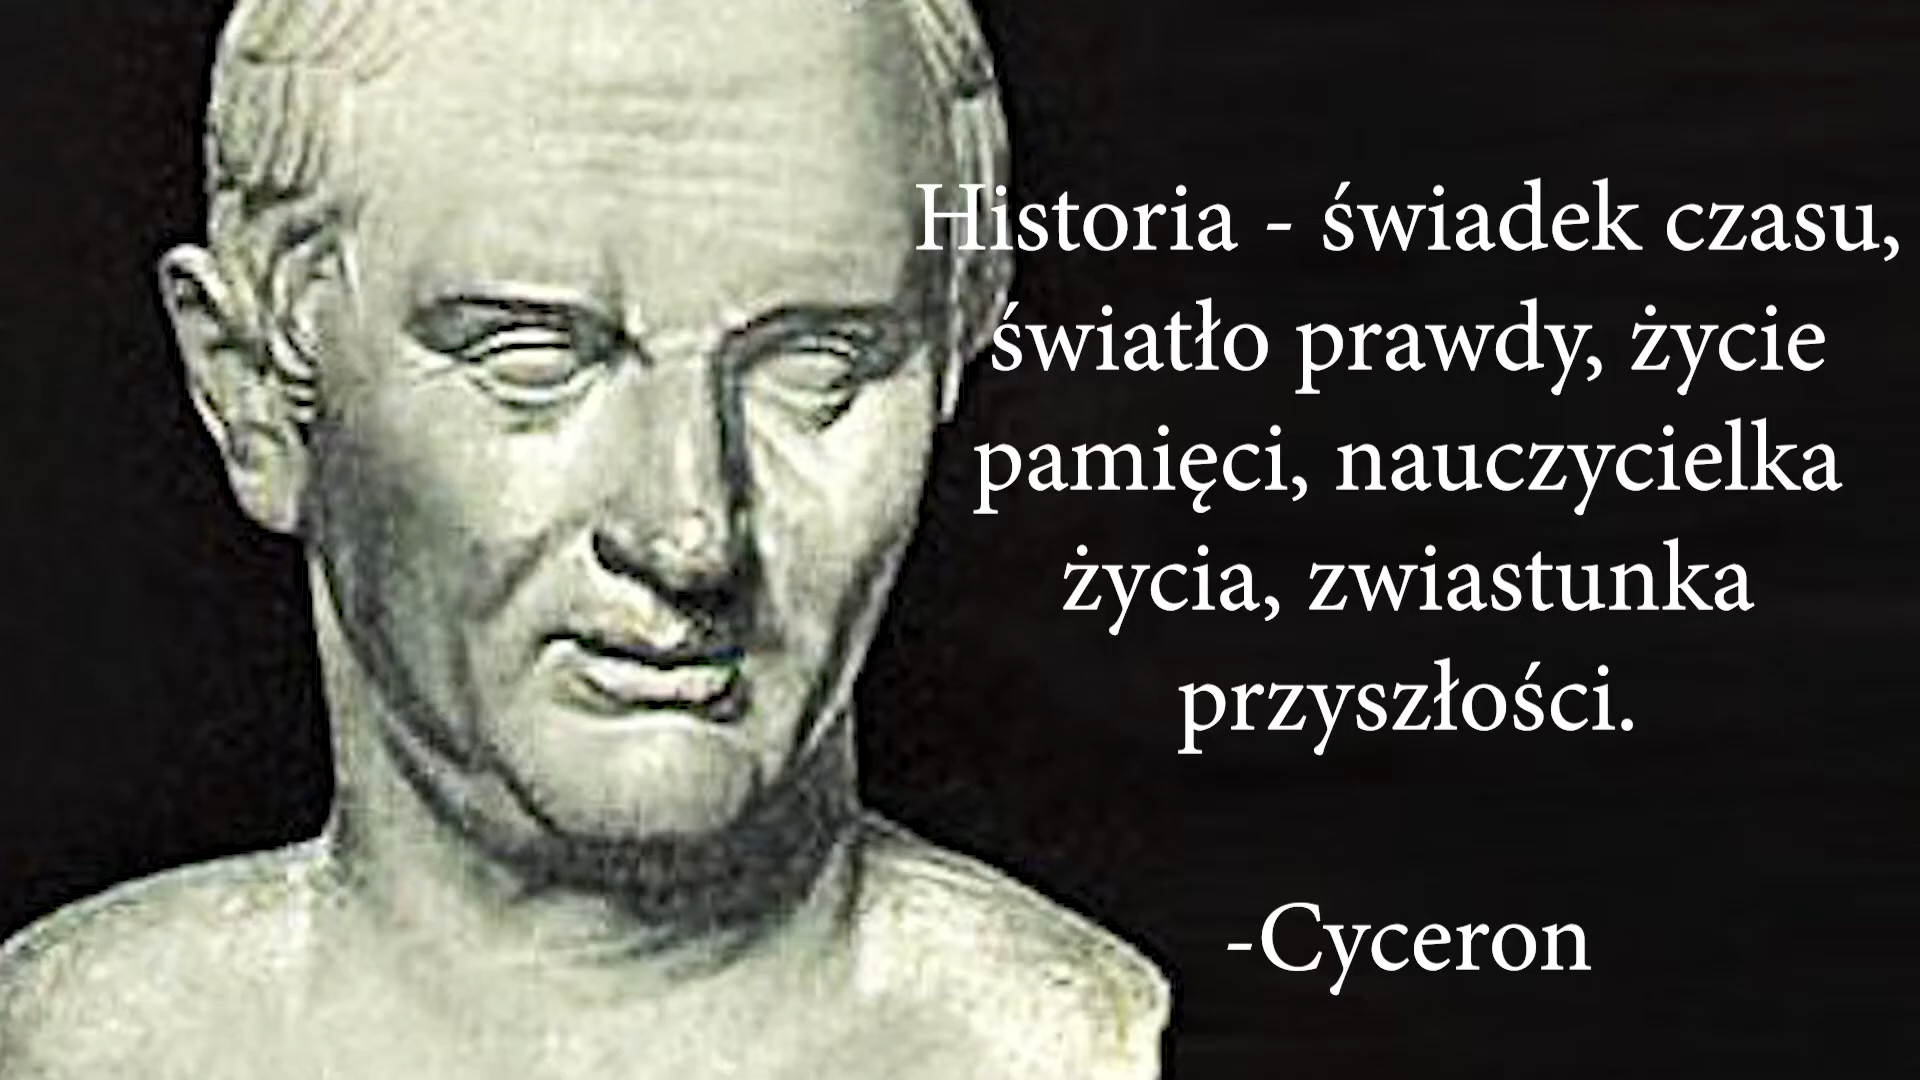 Historia - świadek czasu,
światło prawdy, życie
pamięci, nauczycielka
życia, zwiastunka
przyszłości.
-Cyceron